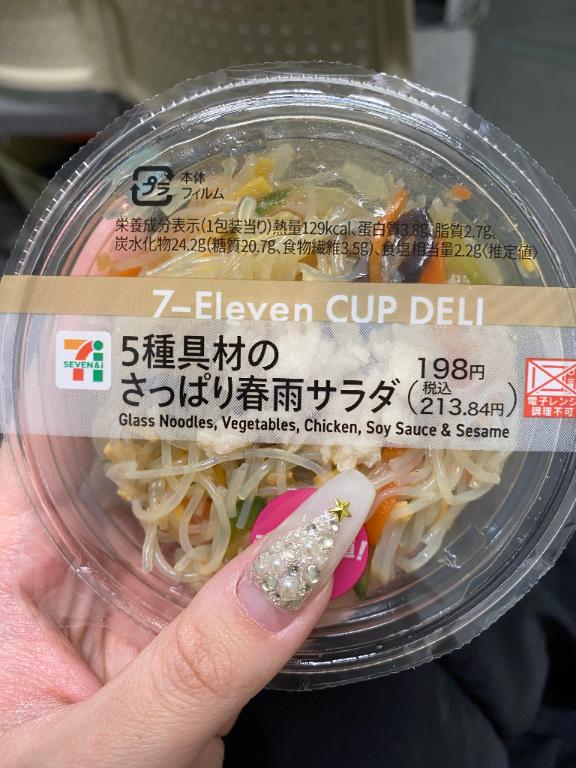 プラ
本体
フィルム
栄養成分表示(1包装当り)熱量129kcal、蛋白質3.8g、脂質2.7g、
炭水化物24.2g(糖質20.7g、食物繊維3.5g)、食塩相当量2.2g〈推定値〉
7-Eleven CUP DELI
7
SEVEN&i
5種具材の
さっぱり春雨サラダ
198円
(税込
213.84円)
Glass Noodles, Vegetables, Chicken, Soy Sauce & Sesame
電子レンジ
調理不可